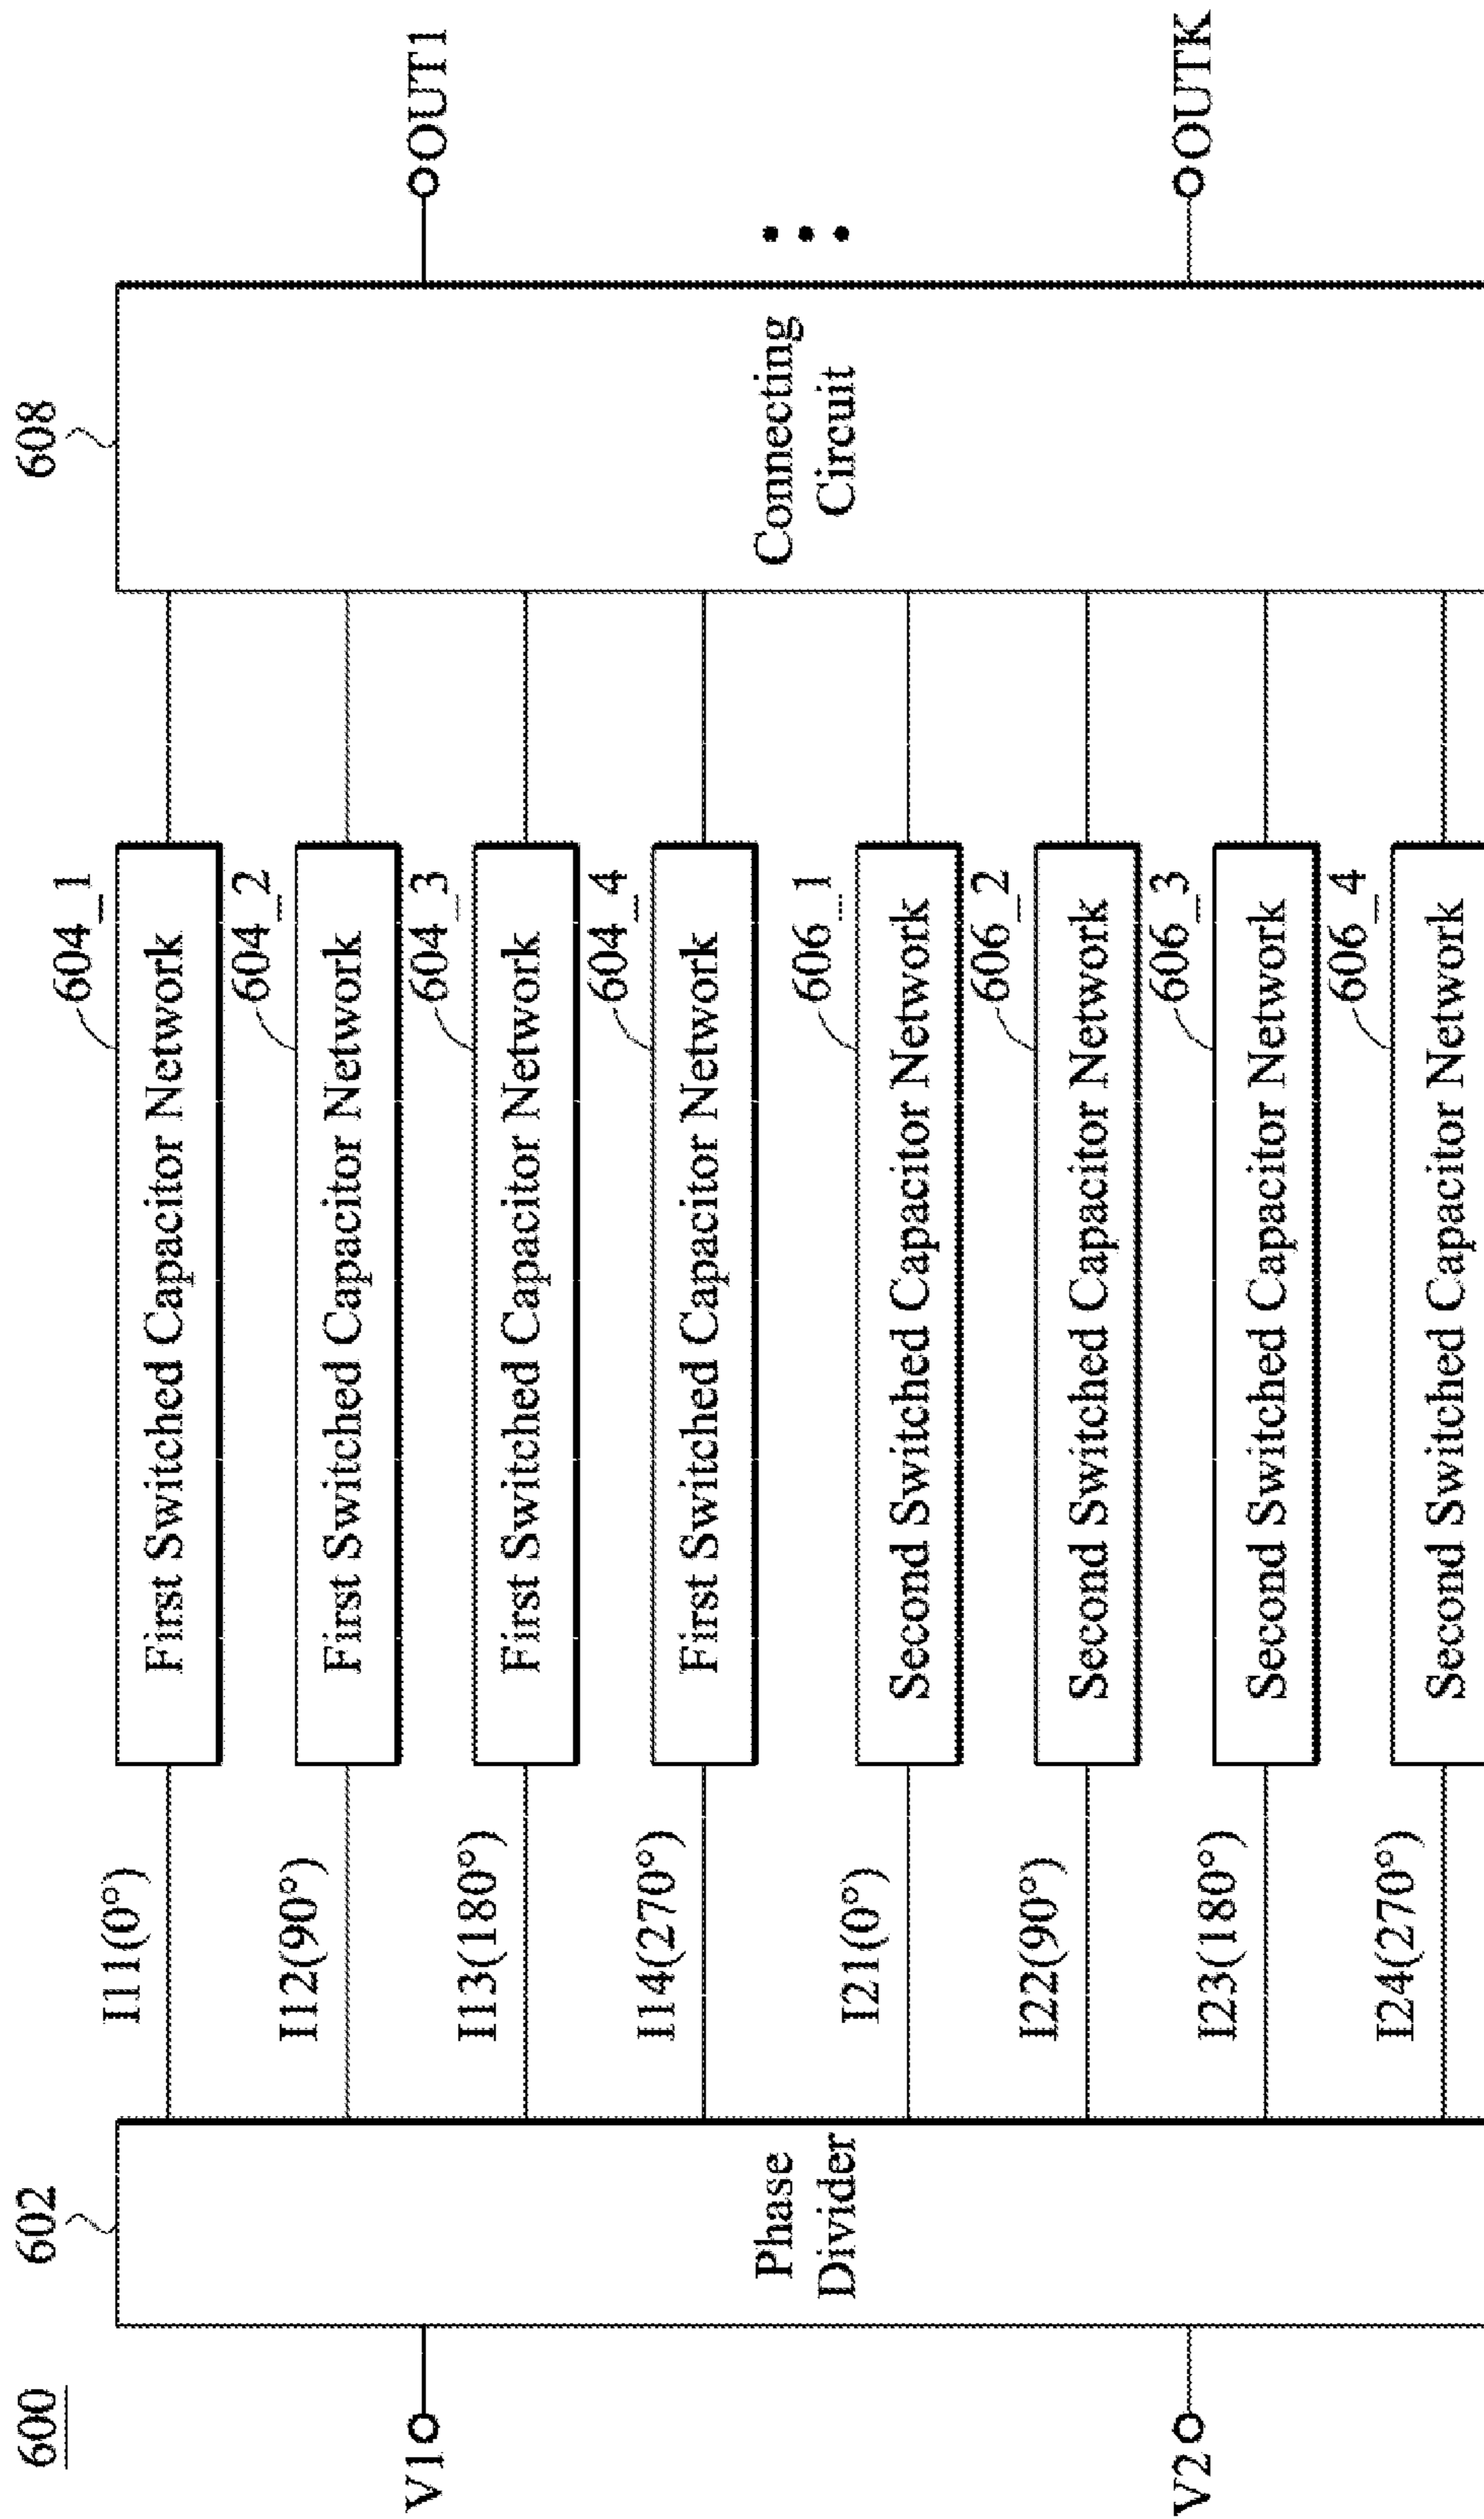 600
602
608
V1
V2
Phase
Divider
I11(0°)
604_1
First Switched Capacitor Network
I12(90°)
604_2
First Switched Capacitor Network
I13(180°)
604_3
First Switched Capacitor Network
I14(270°)
604_4
First Switched Capacitor Network
I21(0°)
606_1
Second Switched Capacitor Network
I22(90°)
606_2
Second Switched Capacitor Network
I23(180°)
606_3
Second Switched Capacitor Network
I24(270°)
606_4
Second Switched Capacitor Network
Connecting
Circuit
OUT1
OUTK